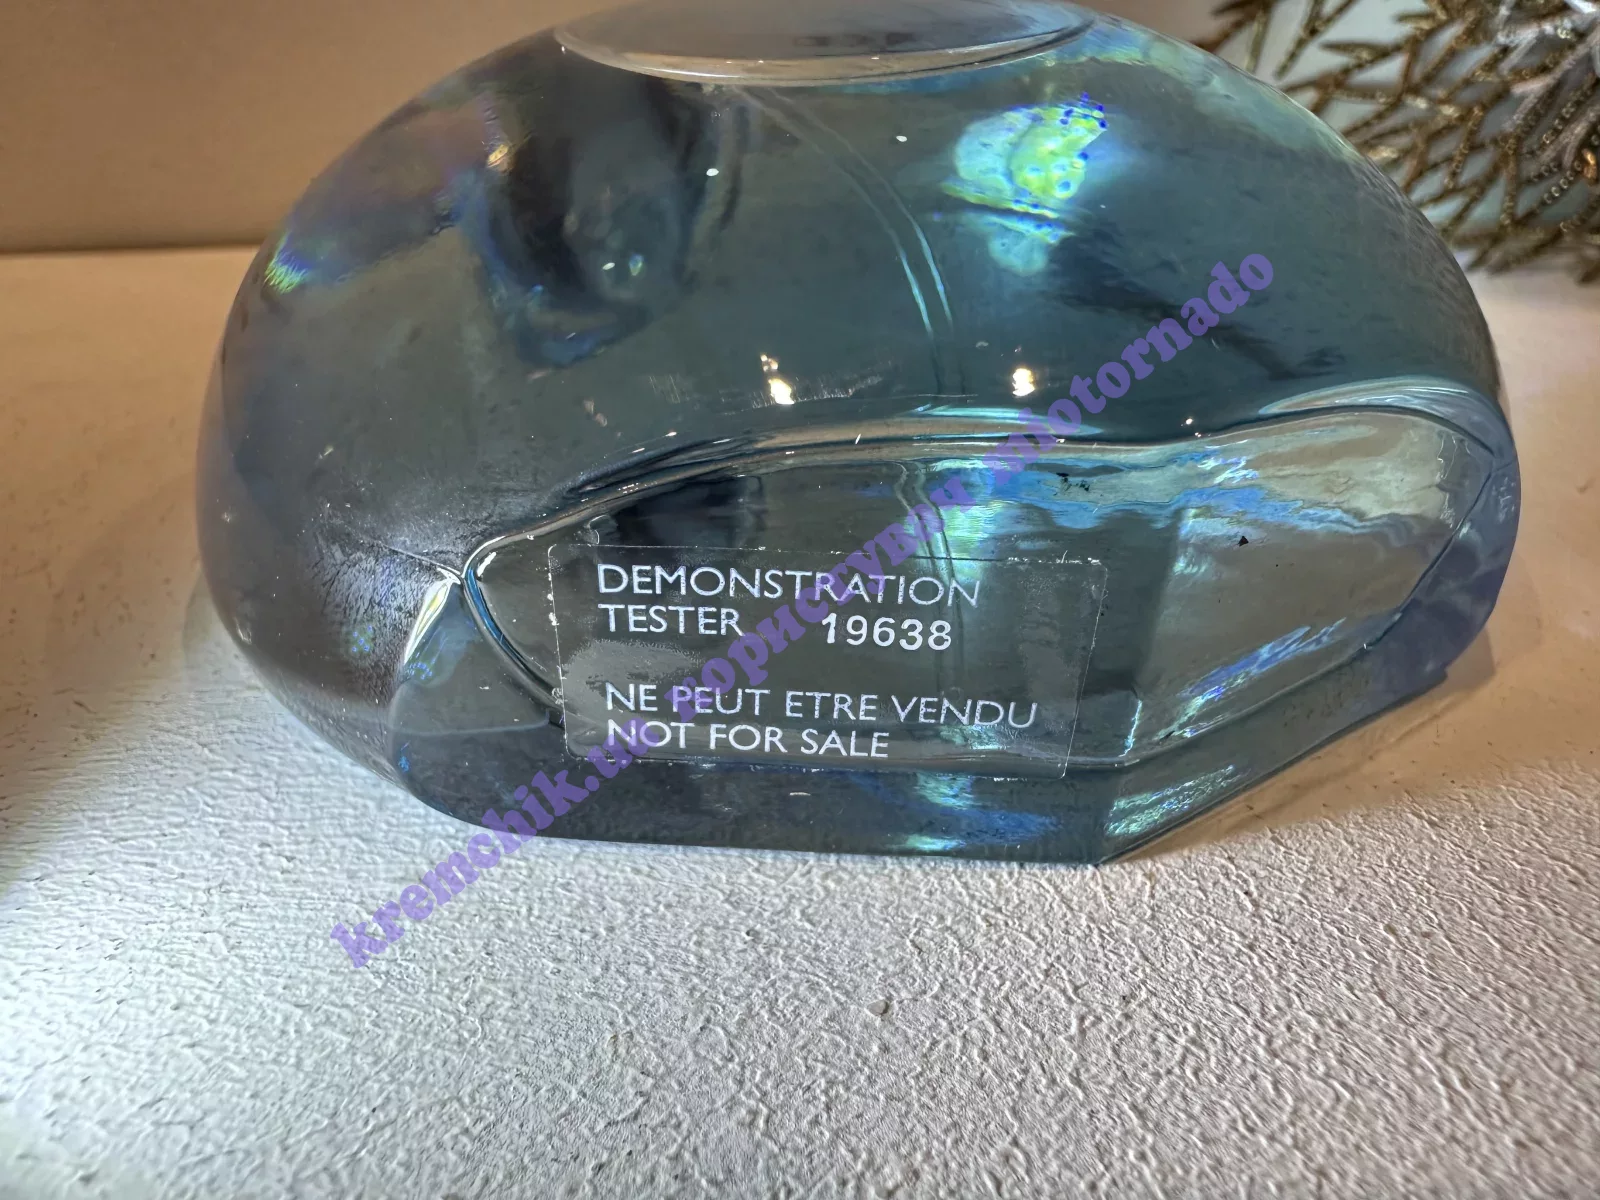 DEMONSTRATION
TESTER 19638
NE PEUT ETRE VENDU
NOT FOR SALE
kremchik.ua користувач motornado